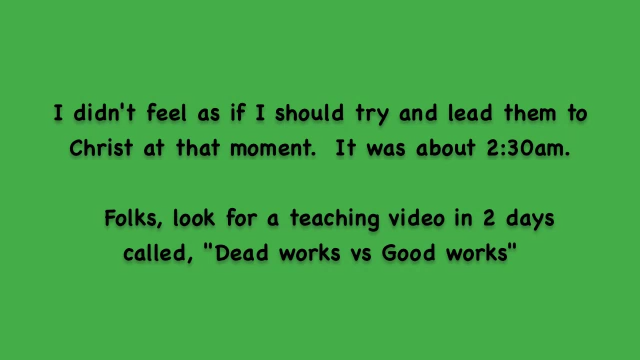 I didn't feel as if I should try and lead them to
Christ at that moment.  It was about 2:30am.
Folks, look for a teaching video in 2 days
called, "Dead works vs Good works"